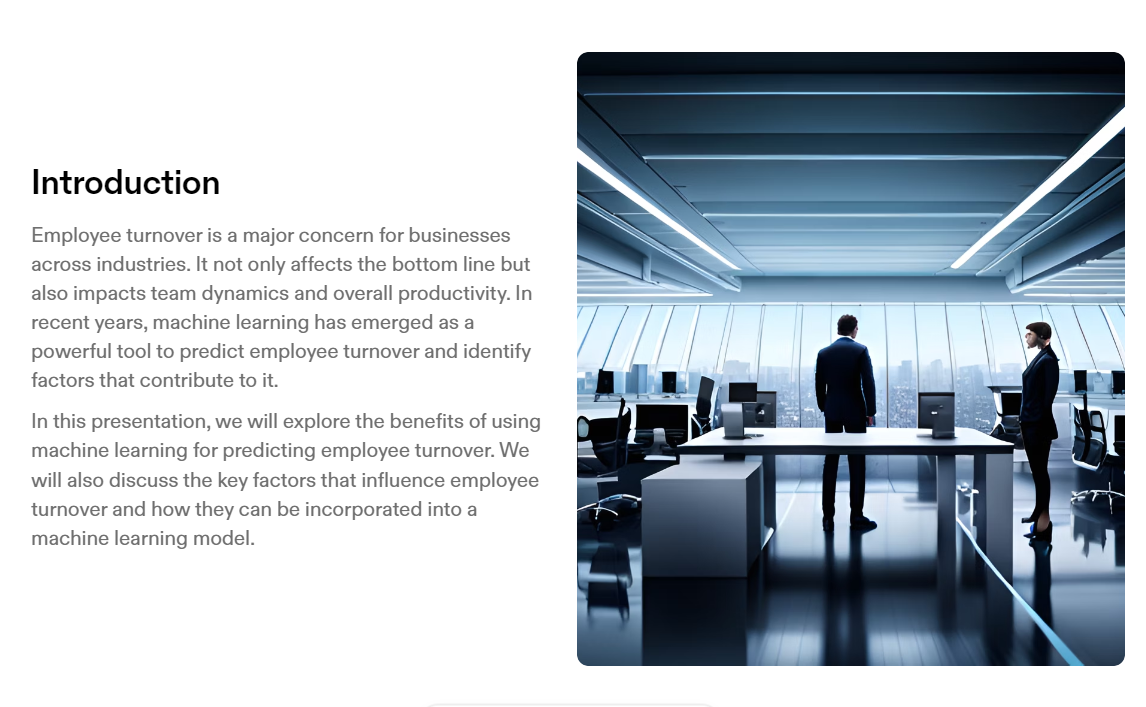 Introduction
Employee turnover is a major concern for businesses
across industries. It not only affects the bottom line but
also impacts team dynamics and overall productivity. In
recent years, machine learning has emerged as a
powerful tool to predict employee turnover and identify
factors that contribute to it.
In this presentation, we will explore the benefits of using
machine learning for predicting employee turnover. We
will also discuss the key factors that influence employee
turnover and how they can be incorporated into a
machine learning model.